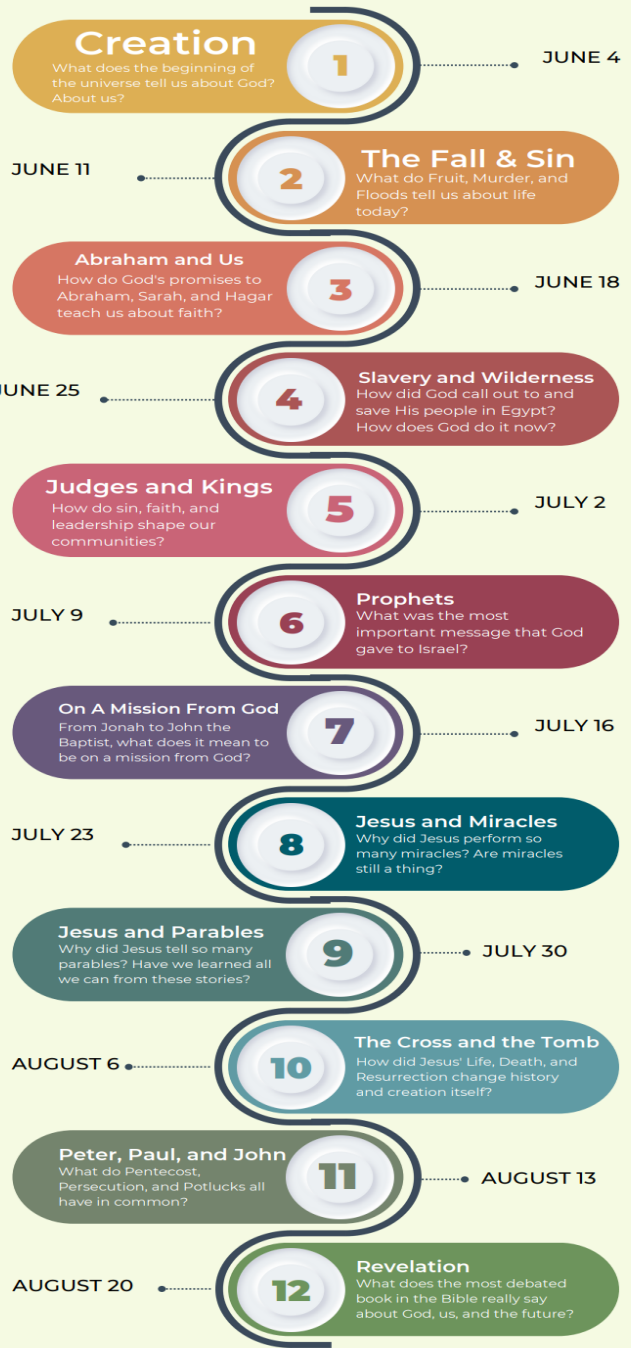 Creation
What does the beginning of
the universe tell us about God?
About us?
1
JUNE 4
JUNE 11
2
The Fall & Sin
What do Fruit, Murder, and
Floods tell us about life
today?
Abraham and Us
How do God's promises to
Abraham, Sarah, and Hagar
teach us about faith?
3
JUNE 18
JUNE 25
4
Slavery and Wilderness
How did God call out to and
save His people in Egypt?
How does God do it now?
Judges and Kings
How do sin, faith, and
leadership shape our
communities?
5
JULY 2
JULY 9
6
Prophets
What was the most
important message that God
gave to Israel?
On A Mission From God
From Jonah to John the
Baptist, what does it mean to
be on a mission from God?
7
JULY 16
JULY 23
8
Jesus and Miracles
Why did Jesus perform so
many miracles? Are miracles
still a thing?
Jesus and Parables
Why did Jesus tell so many
parables? Have we learned all
we can from these stories?
9
JULY 30
AUGUST 6
10
The Cross and the Tomb
How did Jesus' Life, Death, and
Resurrection change history
and creation itself?
Peter, Paul, and John
What do Pentecost,
Persecution, and Potlucks all
have in common?
11
AUGUST 13
AUGUST 20
12
Revelation
What does the most debated
book in the Bible really say
about God, us, and the future?